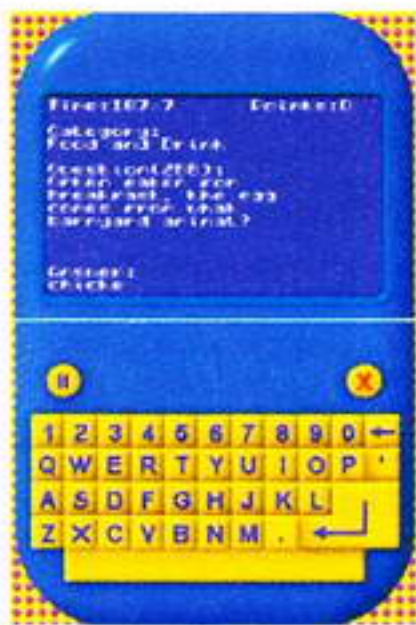 Time:107.7 Points:0
Category:
Food and Drink
Question(200):
Often eaten for
breakfast, the egg
comes from what
barnyard animal?
Answer:
chicke
1 2 3 4 5 6 7 8 9 0
Q W E R T Y U I O P '
A S D F G H J K L
Z X C V B N M .